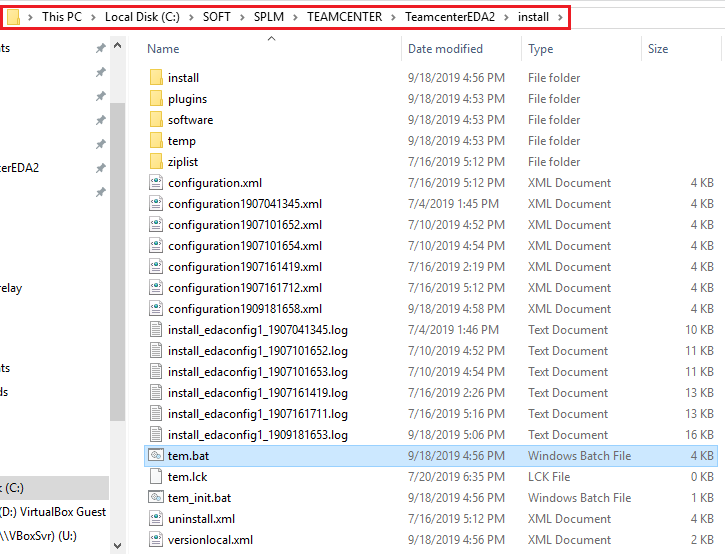 This PC > Local Disk (C:) > SOFT > SPLM > TEAMCENTER > TeamcenterEDA2 > install >
Name Date modified Type Size
nts
install 9/18/2019 4:56 PM File folder
plugins 9/18/2019 4:53 PM File folder
software 9/18/2019 4:53 PM File folder
temp 9/18/2019 4:53 PM File folder
terEDA2 ziplist 7/16/2019 5:12 PM File folder
configuration.xml 7/16/2019 5:12 PM XML Document 4 KB
configuration1907041345.xml 7/4/2019 1:45 PM XML Document 4 KB
configuration1907101652.xml 7/10/2019 4:52 PM XML Document 4 KB
configuration1907101654.xml 7/10/2019 4:54 PM XML Document 4 KB
configuration1907161419.xml 7/16/2019 2:19 PM XML Document 4 KB
elay configuration1907161712.xml 7/16/2019 5:12 PM XML Document 4 KB
configuration1909181658.xml 9/18/2019 4:58 PM XML Document 4 KB
install_edaconfig1_1907041345.log 7/4/2019 1:46 PM Text Document 10 KB
install_edaconfig1_1907101652.log 7/10/2019 4:52 PM Text Document 11 KB
nts install_edaconfig1_1907101653.log 7/10/2019 4:54 PM Text Document 11 KB
ds install_edaconfig1_1907161419.log 7/16/2019 2:26 PM Text Document 13 KB
install_edaconfig1_1907161711.log 7/16/2019 5:16 PM Text Document 13 KB
install_edaconfig1_1909181653.log 9/18/2019 5:06 PM Text Document 16 KB
tem.bat 9/18/2019 4:56 PM Windows Batch File 4 KB
tem.lck 7/20/2019 6:35 PM LCK File 0 KB
k (C:) tem_init.bat 9/18/2019 4:56 PM Windows Batch File 1 KB
(D:) VirtualBox Guest uninstall.xml 7/16/2019 5:12 PM XML Document 4 KB
(\\VBoxSvr) (U:) versionlocal.xml 9/18/2019 4:56 PM XML Document 2 KB